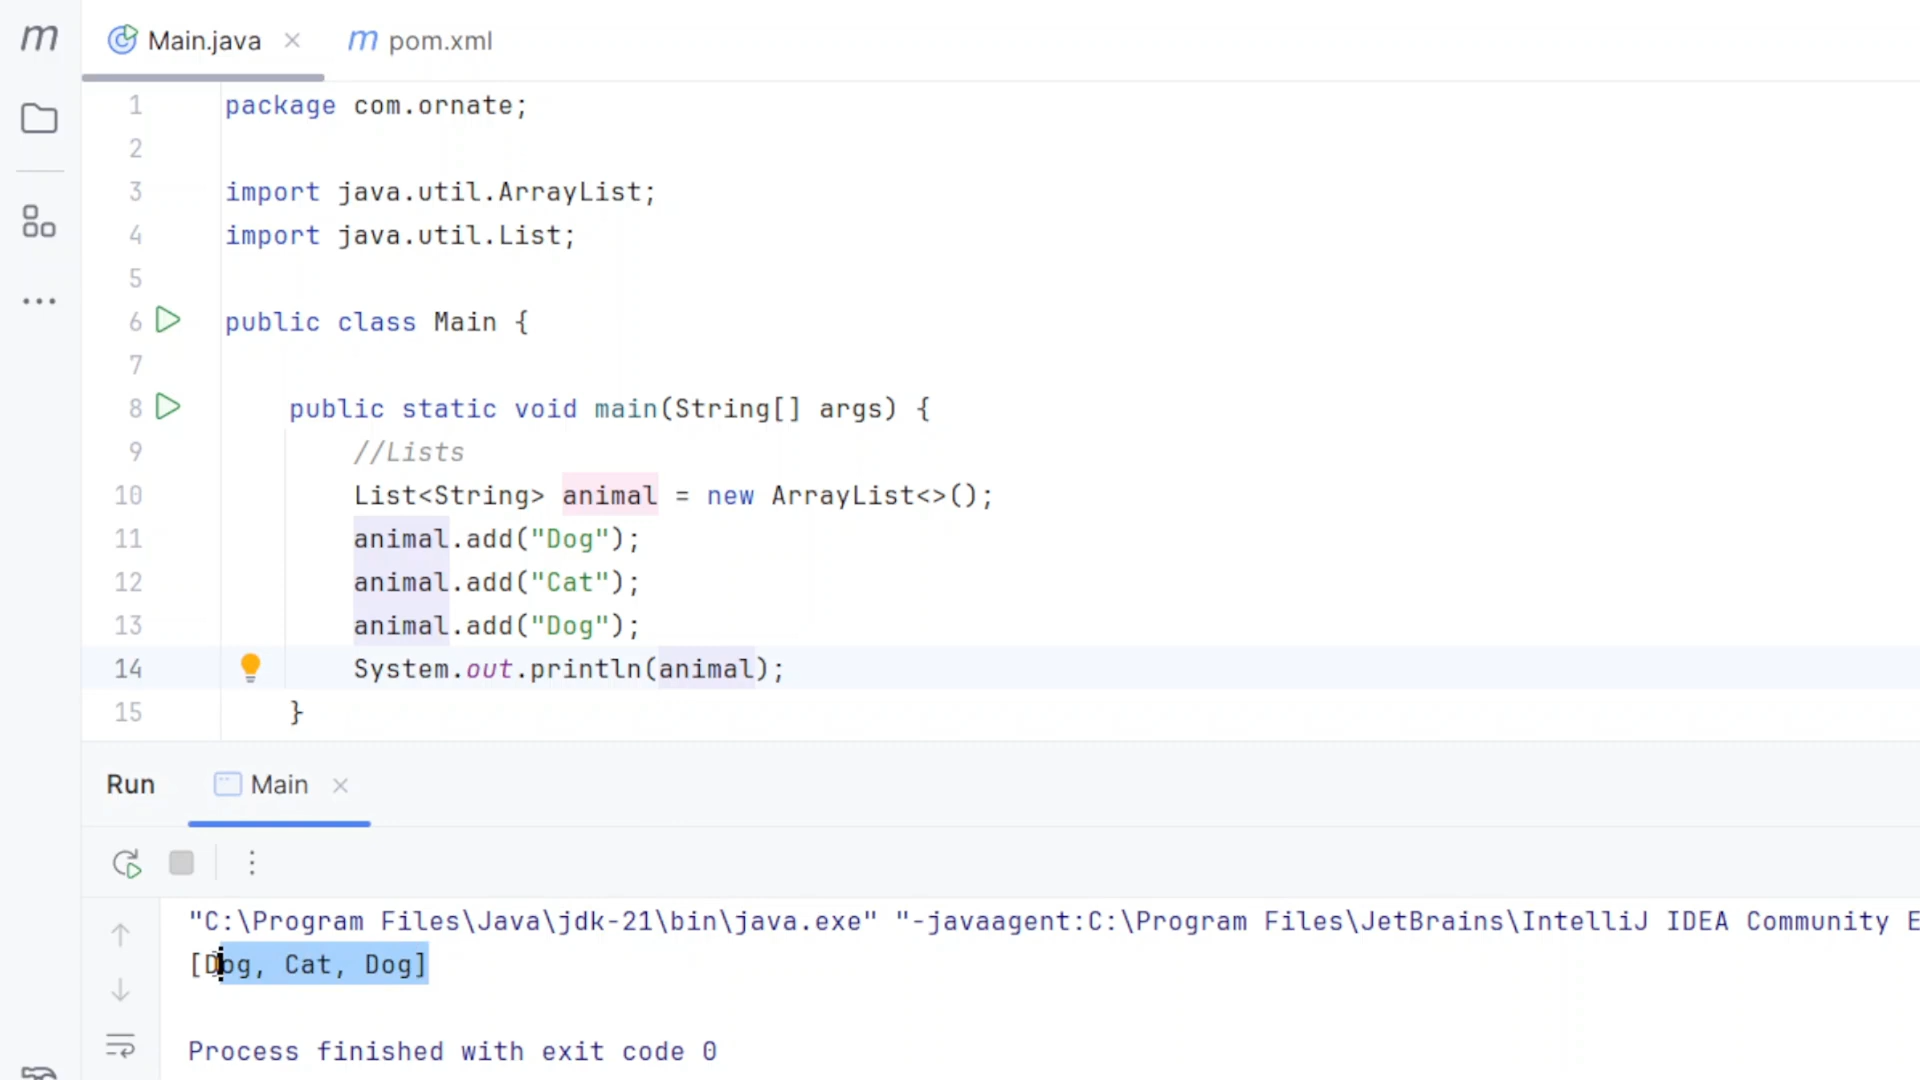 m
Main.java
m pom.xml
1 package com.ornate;
2
3 import java.util.ArrayList;
4 import java.util.List;
5
6 public class Main {
7
8 public static void main(String[] args) {
9 //Lists
10 List<String> animal = new ArrayList<>();
11 animal.add("Dog");
12 animal.add("Cat");
13 animal.add("Dog");
14 System.out.println(animal);
15 }
Run Main
"C:\Program Files\Java\jdk-21\bin\java.exe" "-javaagent:C:\Program Files\JetBrains\IntelliJ IDEA Community E
[Dog, Cat, Dog]
Process finished with exit code 0